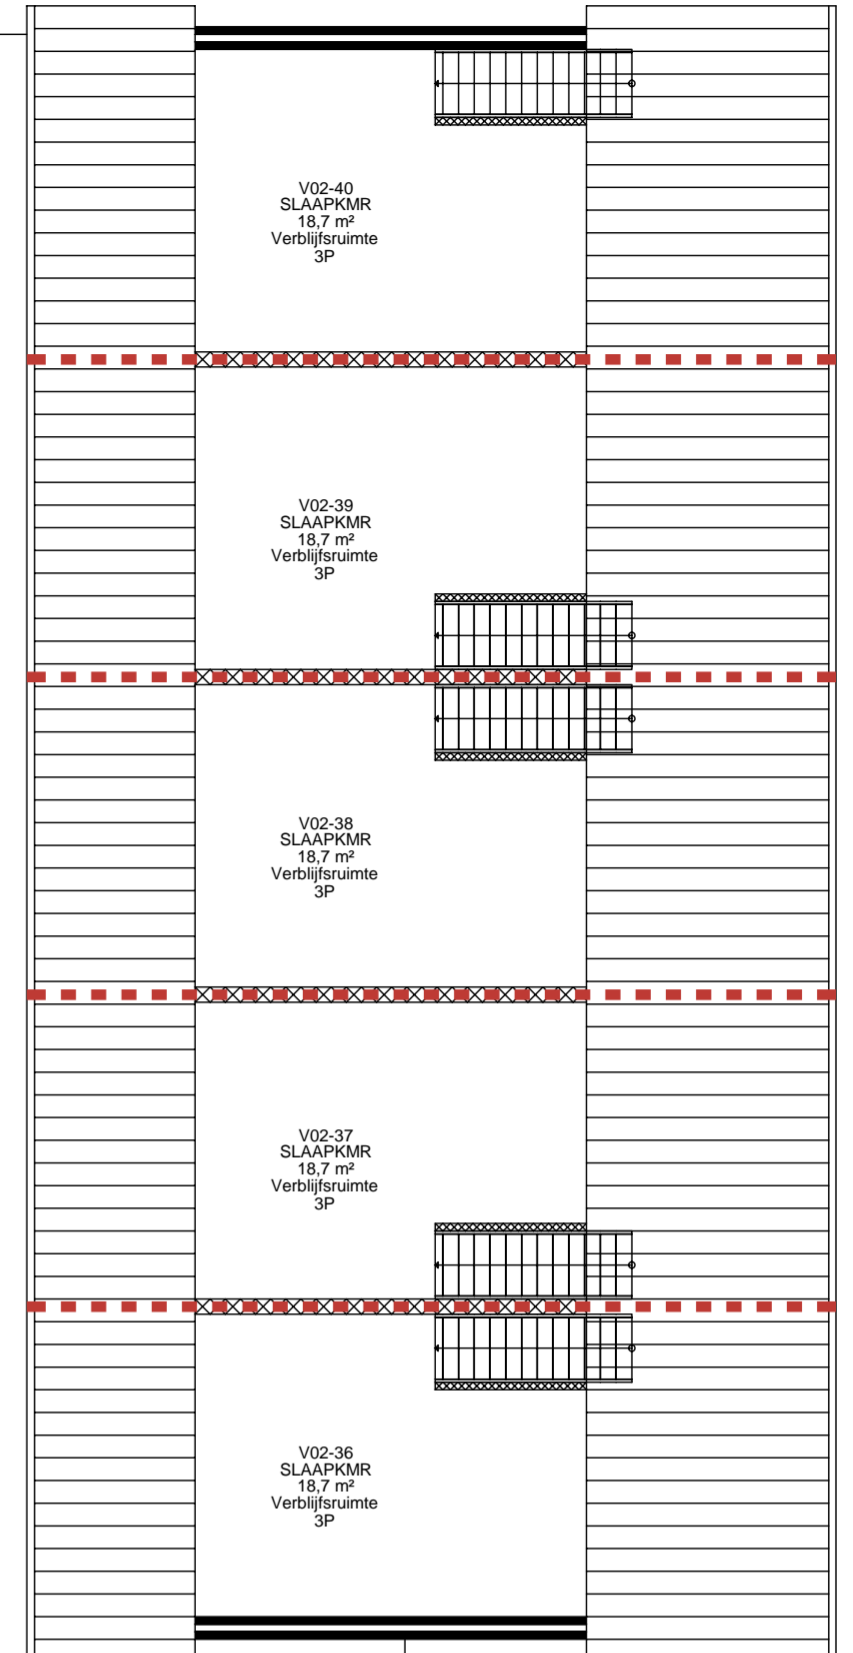 V02-40
SLAAPKMR
18,7 m²
Verblijfsruimte
3P
V02-39
SLAAPKMR
18,7 m²
Verblijfsruimte
3P
V02-38
SLAAPKMR
18,7 m²
Verblijfsruimte
3P
V02-37
SLAAPKMR
18,7 m²
Verblijfsruimte
3P
V02-36
SLAAPKMR
18,7 m²
Verblijfsruimte
3P